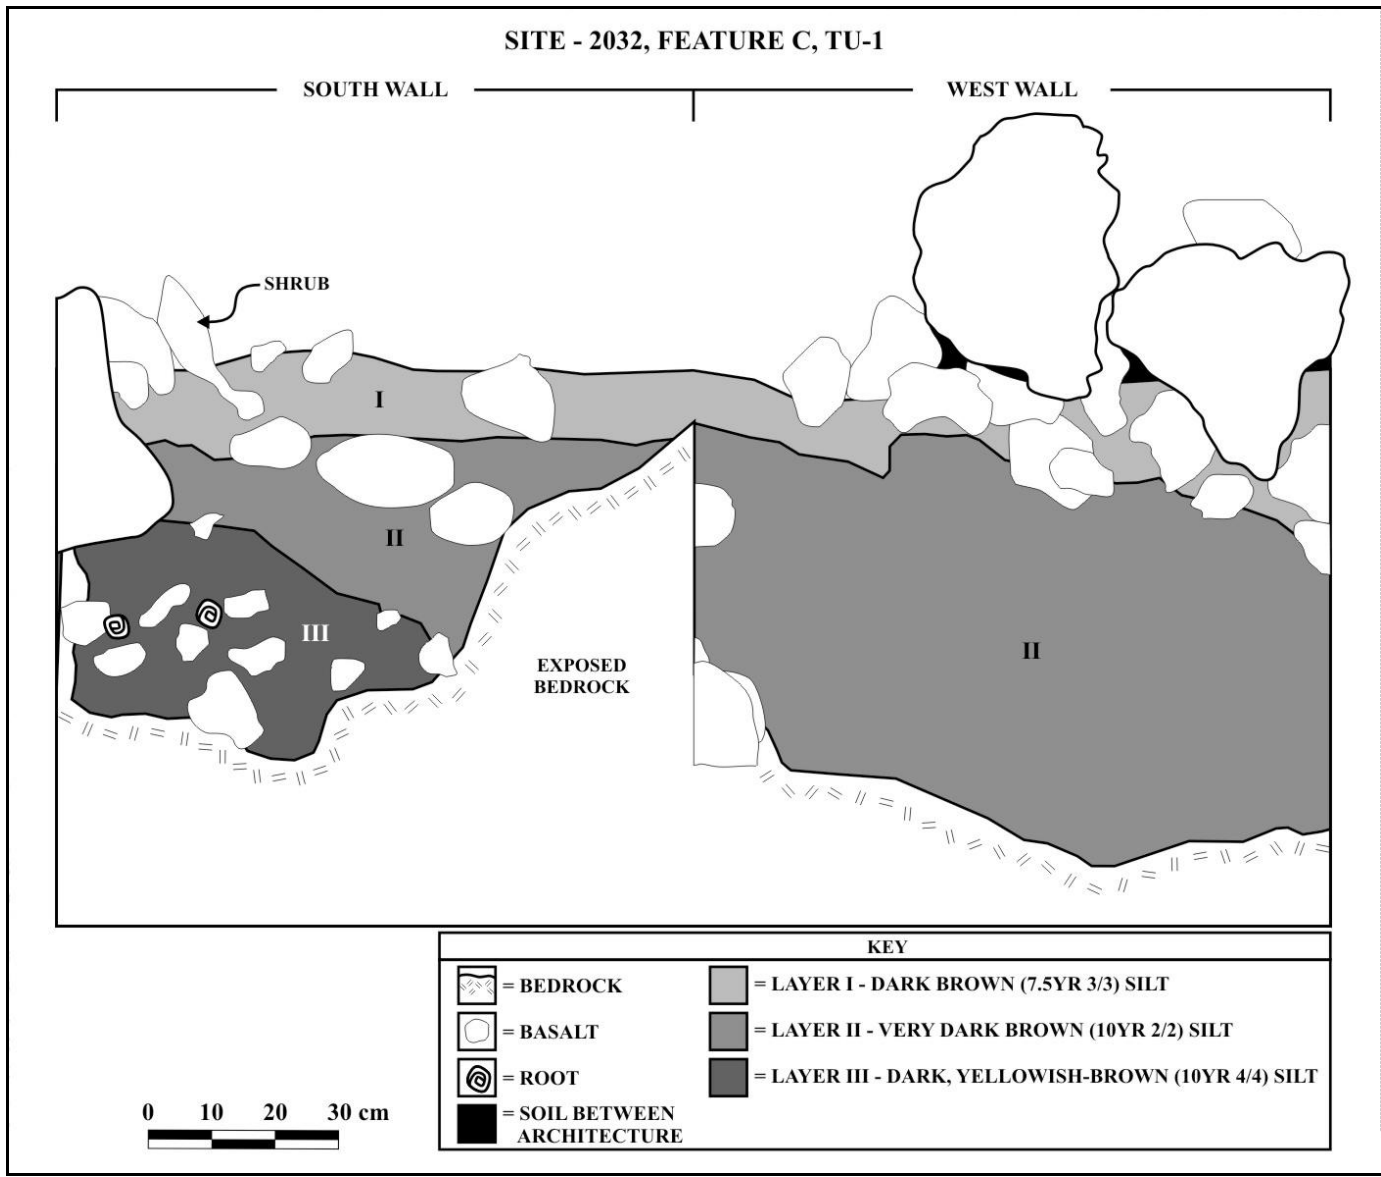 SITE - 2032, FEATURE C, TU-1
SOUTH WALL
WEST WALL
SHRUB
I
II
III
EXPOSED
BEDROCK
II
KEY
= BEDROCK
= BASALT
= ROOT
= SOIL BETWEEN
ARCHITECTURE
= LAYER I - DARK BROWN (7.5YR 3/3) SILT
= LAYER II - VERY DARK BROWN (10YR 2/2) SILT
= LAYER III - DARK, YELLOWISH-BROWN (10YR 4/4) SILT
0 10 20 30 cm